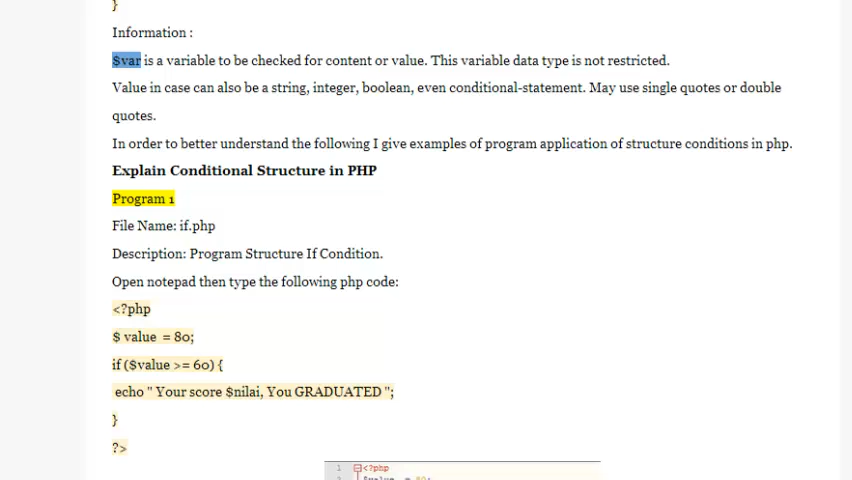 }
Information :
$var is a variable to be checked for content or value. This variable data type is not restricted.
Value in case can also be a string, integer, boolean, even conditional-statement. May use single quotes or double
quotes.
In order to better understand the following I give examples of program application of structure conditions in php.
Explain Conditional Structure in PHP
Program 1
File Name: if.php
Description: Program Structure If Condition.
Open notepad then type the following php code:
<?php
$ value  = 80;
if ($value >= 60) {
echo " Your score $nilai, You GRADUATED ";
}
?>
1 <?php